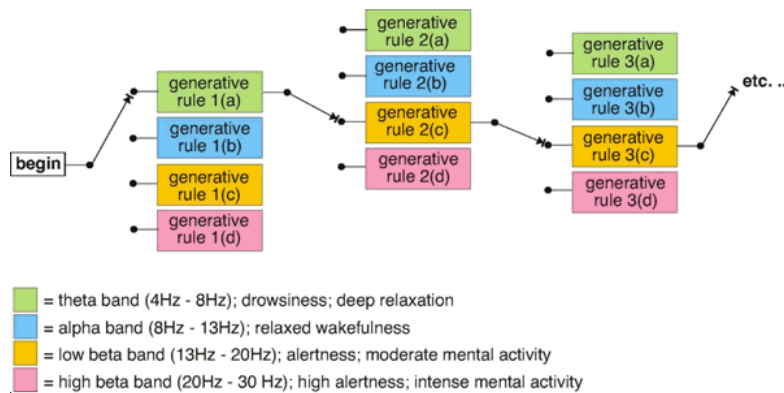 begin
generative
rule 1(a)
generative
rule 1(b)
generative
rule 1(c)
generative
rule 1(d)
generative
rule 2(a)
generative
rule 2(b)
generative
rule 2(c)
generative
rule 2(d)
generative
rule 3(a)
generative
rule 3(b)
generative
rule 3(c)
generative
rule 3(d)
etc. ..
= theta band (4Hz - 8Hz); drowsiness; deep relaxation
= alpha band (8Hz - 13Hz); relaxed wakefulness
= low beta band (13Hz - 20Hz); alertness; moderate mental activity
= high beta band (20Hz - 30 Hz); high alertness; intense mental activity